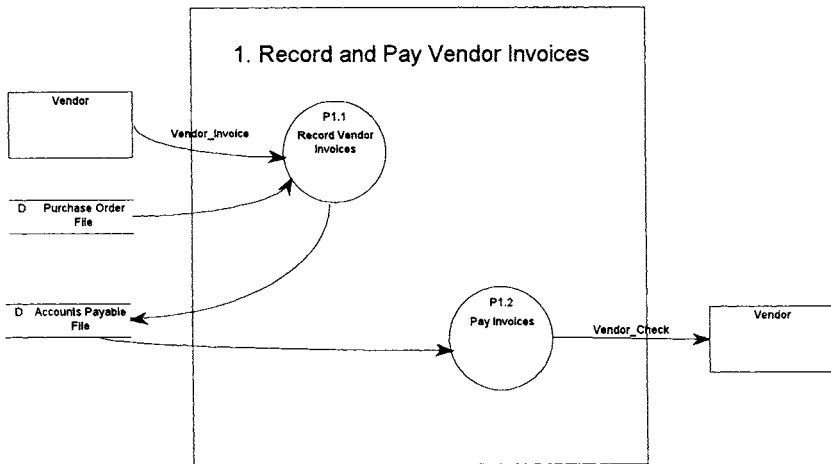 1. Record and Pay Vendor Invoices
Vendor
Vendor_Invoice
P1.1
Record Vendor
Invoices
D Purchase Order
File
D Accounts Payable
File
P1.2
Pay Invoices
Vendor_Check
Vendor